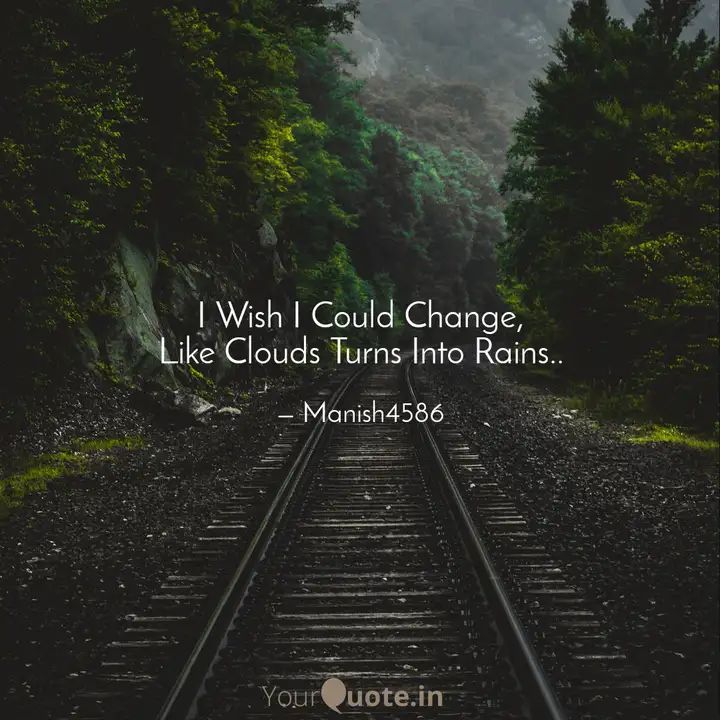 I Wish I Could Change,
Like Clouds Turns Into Rains..
— Manish4586
YourQuote.in